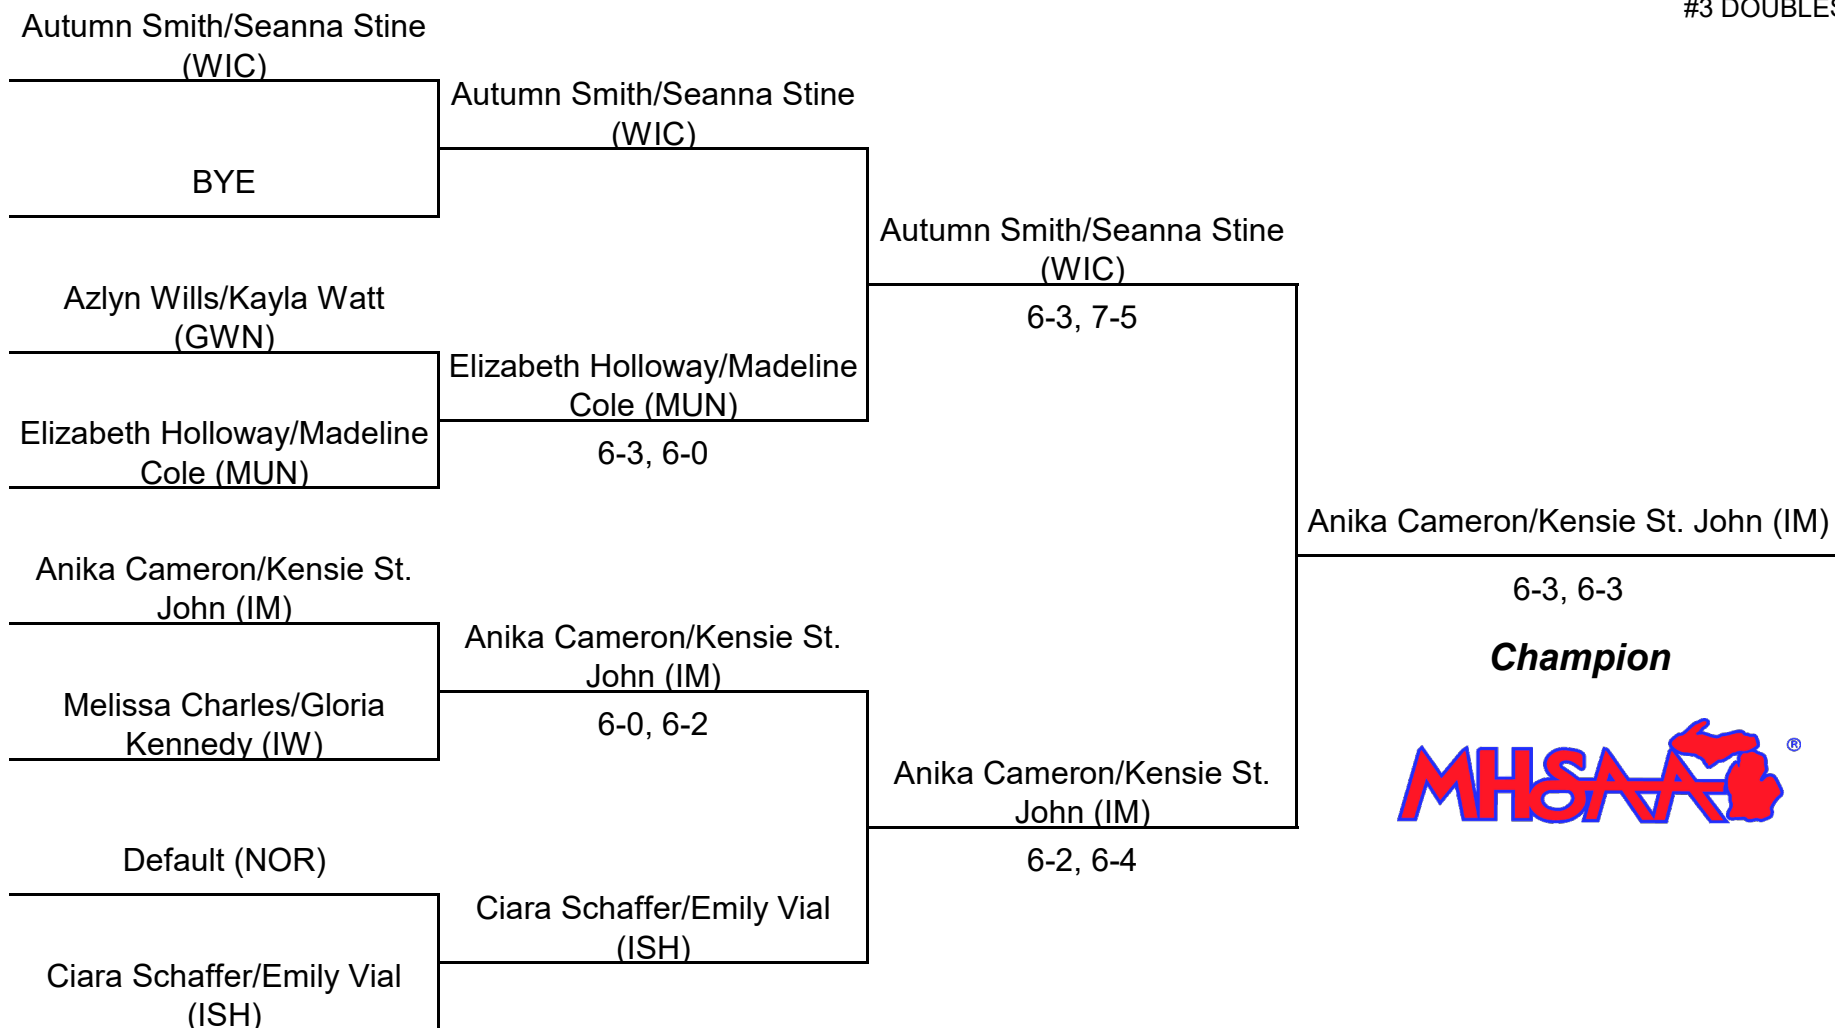 #3 DOUBLES
Autumn Smith/Seanna Stine
(WIC)
BYE
Azlyn Wills/Kayla Watt
(GWN)
Elizabeth Holloway/Madeline
Cole (MUN)
Anika Cameron/Kensie St.
John (IM)
Melissa Charles/Gloria
Kennedy (IW)
Default (NOR)
Ciara Schaffer/Emily Vial
(ISH)
Autumn Smith/Seanna Stine
(WIC)
Elizabeth Holloway/Madeline
Cole (MUN)
6-3, 6-0
Anika Cameron/Kensie St.
John (IM)
6-0, 6-2
Ciara Schaffer/Emily Vial
(ISH)
Autumn Smith/Seanna Stine
(WIC)
6-3, 7-5
Anika Cameron/Kensie St.
John (IM)
6-2, 6-4
Anika Cameron/Kensie St. John (IM)
6-3, 6-3
Champion
MHSAA®